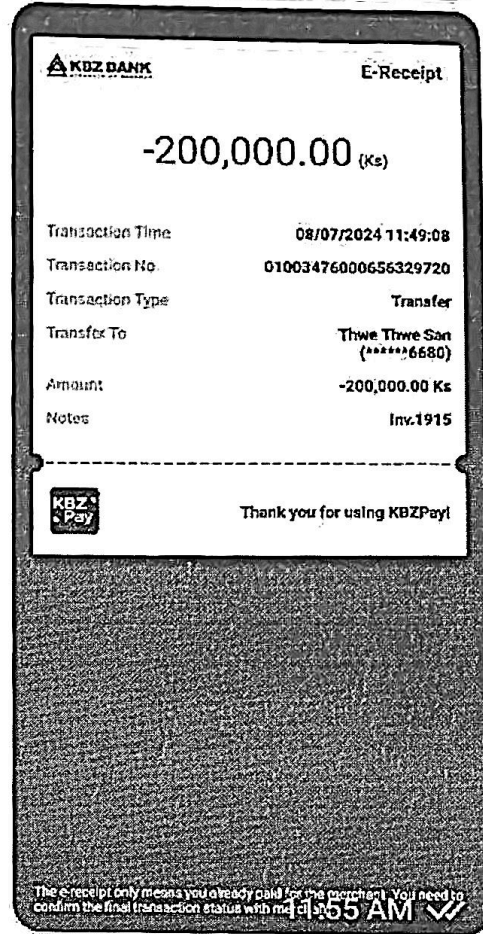 KBZ BANK
E-Receipt
-200,000.00 (Ks)
Transaction Time 08/07/2024 11:49:08
Transaction No. 01003476000656329720
Transaction Type Transfer
Transfer To Thwe Thwe San
(******6680)
Amount -200,000.00 Ks
Notes Inv.1915
KBZ
Pay
Thank you for using KBZPay!
The e-receipt only means you already paid for the merchant. You need to
confirm the final transaction status with
11:55 AM